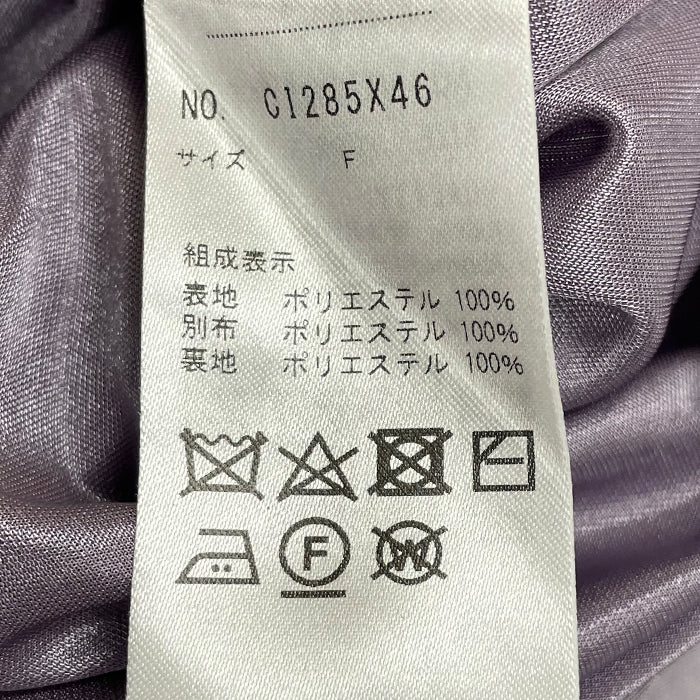 NO. C1285X46
サイズ F
組成表示
表地 ポリエステル 100%
別布 ポリエステル 100%
裏地 ポリエステル 100%
F W